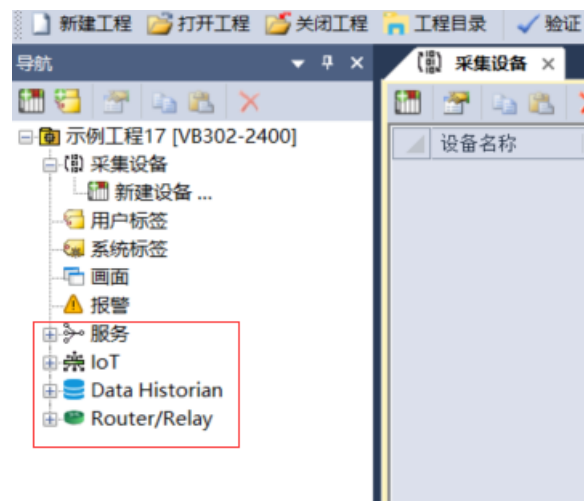 新建工程 打开工程 关闭工程 工程目录 验证
导航
采集设备
示例工程17 [VB302-2400]
采集设备
新建设备 ...
用户标签
系统标签
画面
报警
服务
IoT
Data Historian
Router/Relay
设备名称